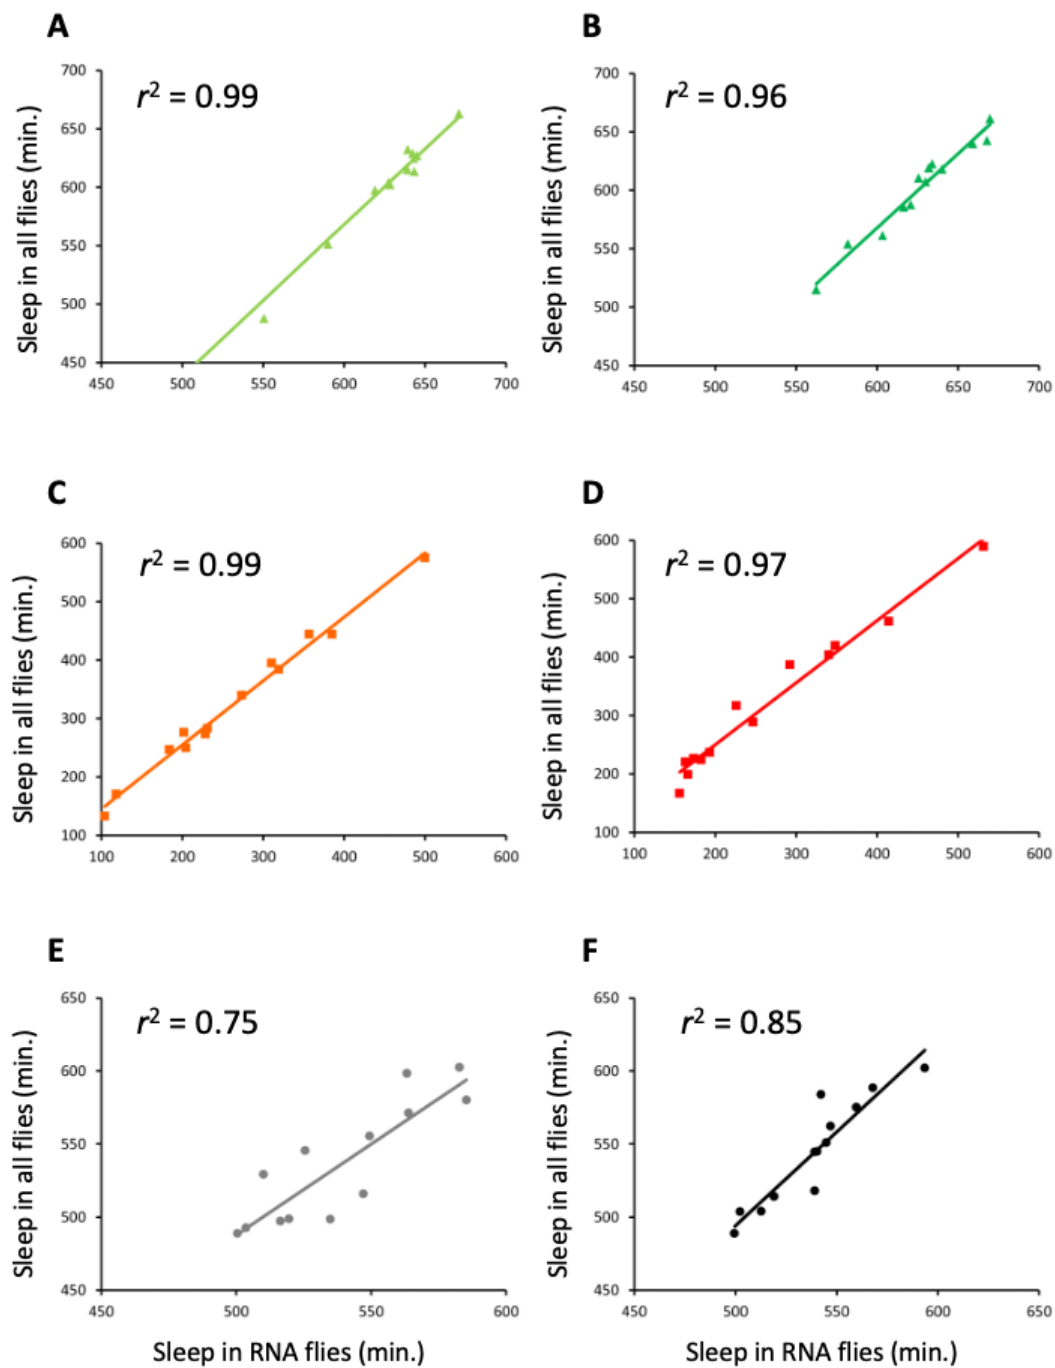 A
B
r² = 0.99
r² = 0.96
Sleep in all flies (min.)
700
650
600
550
500
450
450 500 550 600 650 700
Sleep in all flies (min.)
700
650
600
550
500
450
450 500 550 600 650 700
C
D
r² = 0.99
r² = 0.97
Sleep in all flies (min.)
600
500
400
300
200
100
100 200 300 400 500 600
Sleep in all flies (min.)
600
500
400
300
200
100
100 200 300 400 500 600
E
F
r² = 0.75
r² = 0.85
Sleep in all flies (min.)
650
600
550
500
450
450 500 550 600
Sleep in all flies (min.)
650
600
550
500
450
450 500 550 600 650
Sleep in RNA flies (min.)
Sleep in RNA flies (min.)